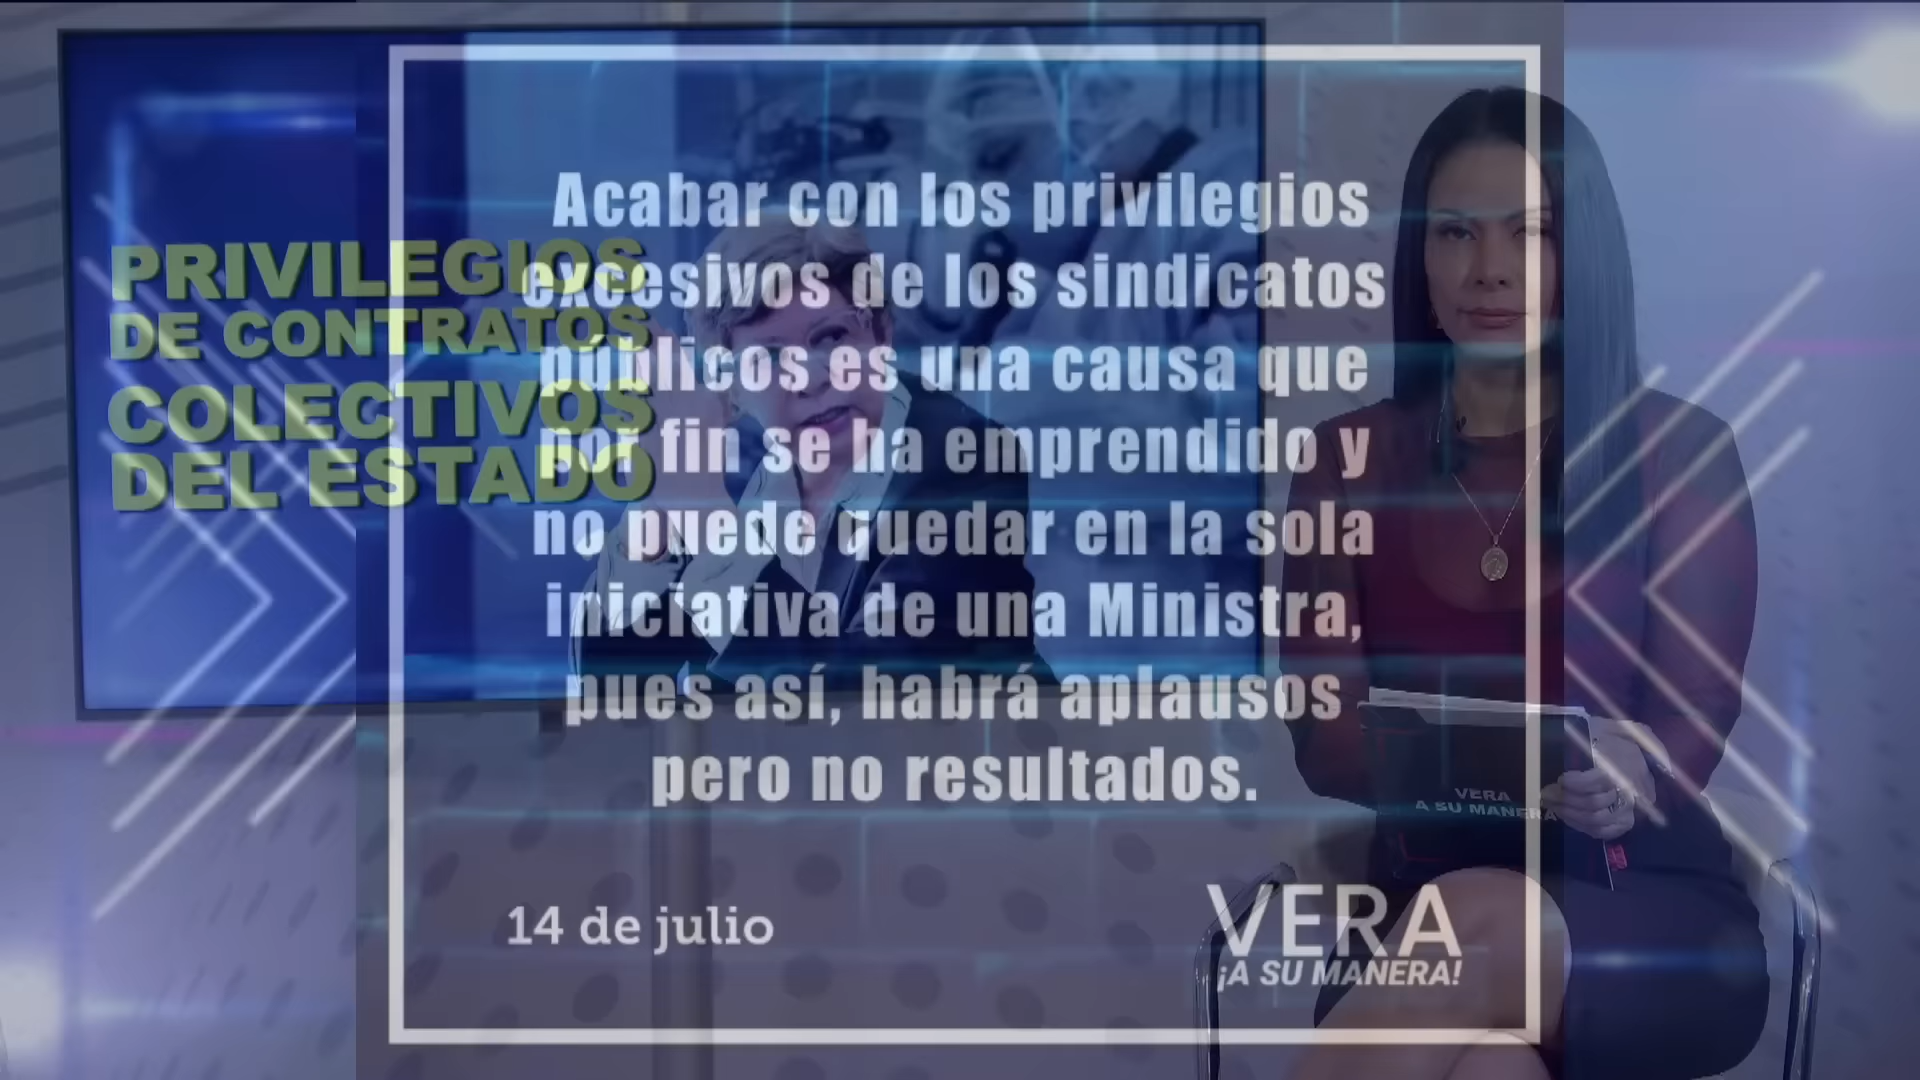 PRIVILEGIOS
DE CONTRATOS
COLECTIVOS
DEL ESTADO
Acabar con los privilegios
excesivos de los sindicatos
públicos es una causa que
por fin se ha emprendido y
no puede quedar en la sola
iniciativa de una Ministra,
pues así, habrá aplausos
pero no resultados.
14 de julio
VERA
¡A SU MANERA!
VERA
A SU MANERA